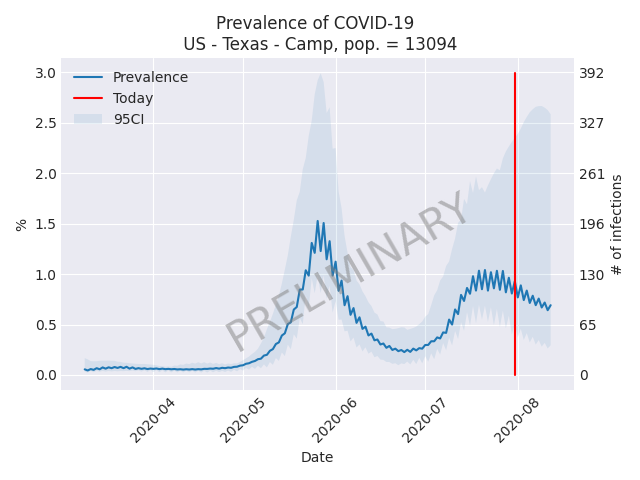 Prevalence of COVID-19
US - Texas - Camp, pop. = 13094
Prevalence
Today
95CI
3.0
2.5
2.0
1.5
1.0
0.5
0.0
%
392
327
261
196
130
65
0
# of infections
PRELIMINARY
2020-04
2020-05
2020-06
2020-07
2020-08
Date